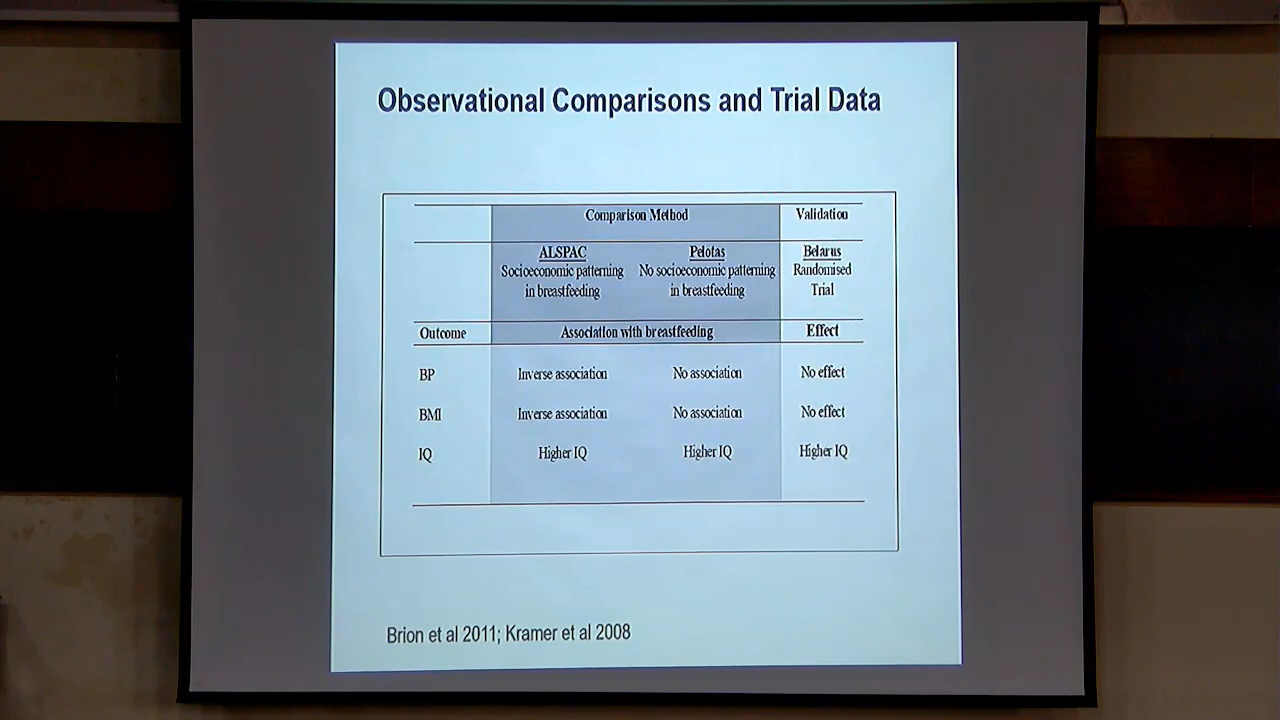 Observational Comparisons and Trial Data
Comparison Method Validation
ALSPAC Pelotas Belarus
Socioeconomic patterning No socioeconomic patterning Randomised
in breastfeeding in breastfeeding Trial
Outcome Association with breastfeeding Effect
BP Inverse association No association No effect
BMI Inverse association No association No effect
IQ Higher IQ Higher IQ Higher IQ
Brion et al 2011; Kramer et al 2008